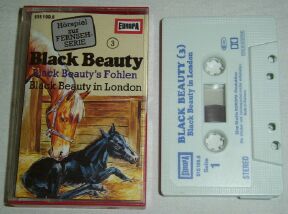 Hörspiel
zur
FERNSEH-
SERIE
EUROPA
3
Black Beauty
Black Beauty's Fohlen
Black Beauty in London
BLACK BEAUTY (3)
Black Beauty in London
EUROPA
Seite
1
STEREO